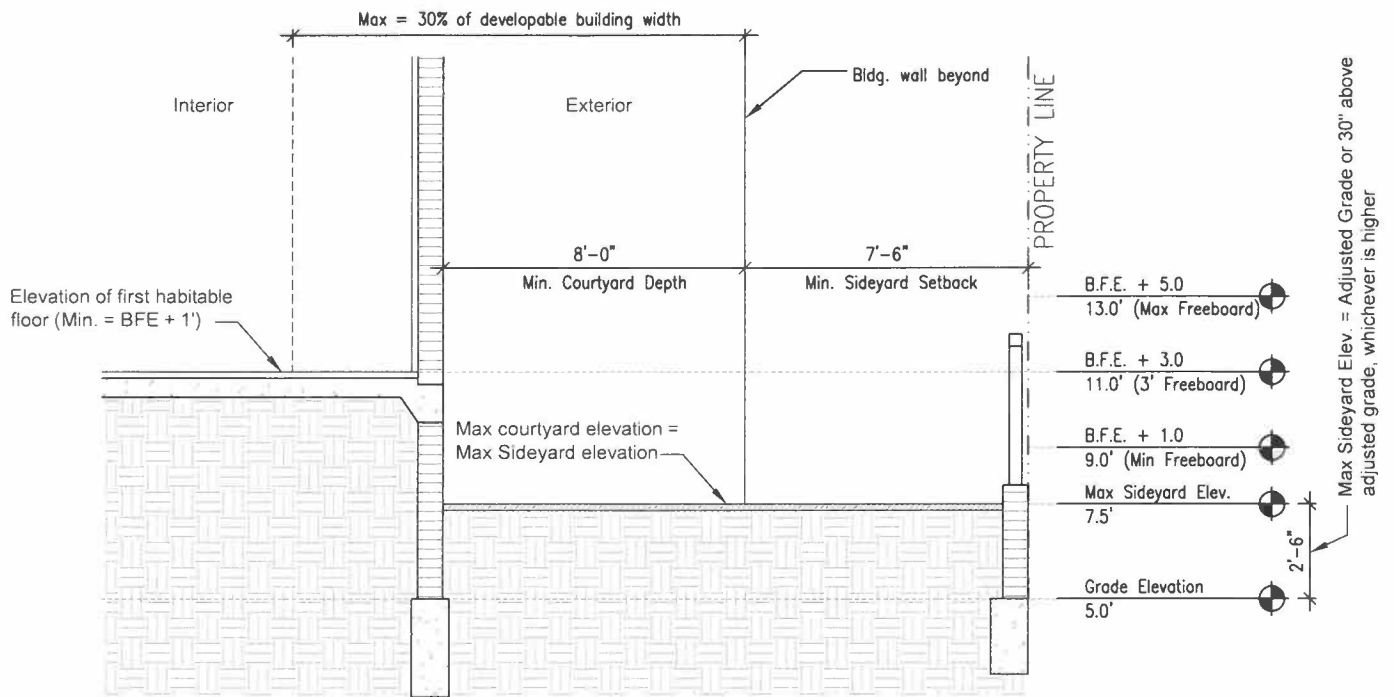 Max = 30% of developable building width
Bldg. wall beyond
Interior
Exterior
PROPERTY LINE
8'-0"
Min. Courtyard Depth
7'-6"
Min. Sideyard Setback
Elevation of first habitable
floor (Min. = BFE + 1')
Max courtyard elevation =
Max Sideyard elevation
B.F.E. + 5.0
13.0' (Max Freeboard)
B.F.E. + 3.0
11.0' (3' Freeboard)
B.F.E. + 1.0
9.0' (Min Freeboard)
Max Sideyard Elev.
7.5'
2'-6"
Grade Elevation
5.0'
Max Sideyard Elev. = Adjusted Grade or 30" above
adjusted grade, whichever is higher